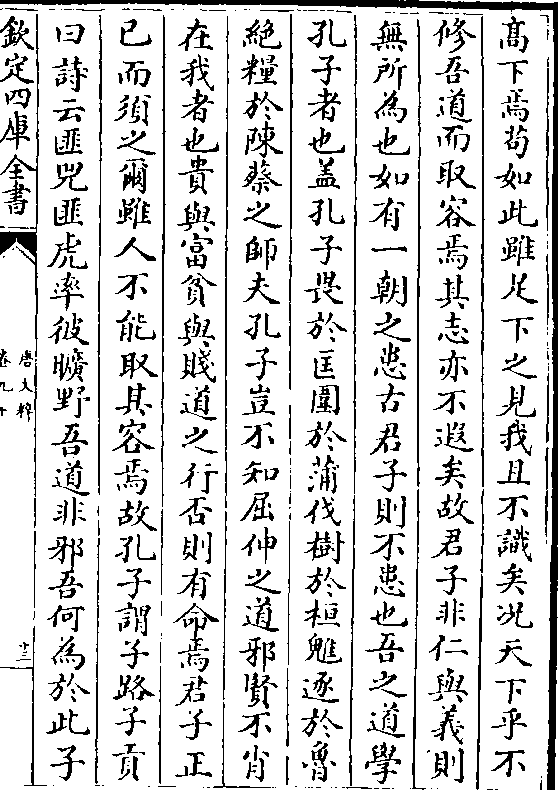 髙下焉茍如此雖足下之見我且不識矣况天下乎不
修吾道而取容焉其志亦不遐矣故君子非仁與義則
無所為也如有一朝之患古君子則不患也吾之道學
孔子者也盖孔子畏於匡圍於蒲伐樹於桓魋逐於魯
絶糧於陳蔡之師夫孔子豈不知屈伸之道邪賢不肖
在我者也貴與富貧與賤道之行否則有命焉君子正
已而須之爾雖人不能取其容焉故孔子謂子路子貢
曰詩云匪兕匪虎率彼曠野吾道非邪吾何為於此子
欽定四庫全書
唐文粹
卷九十
十二